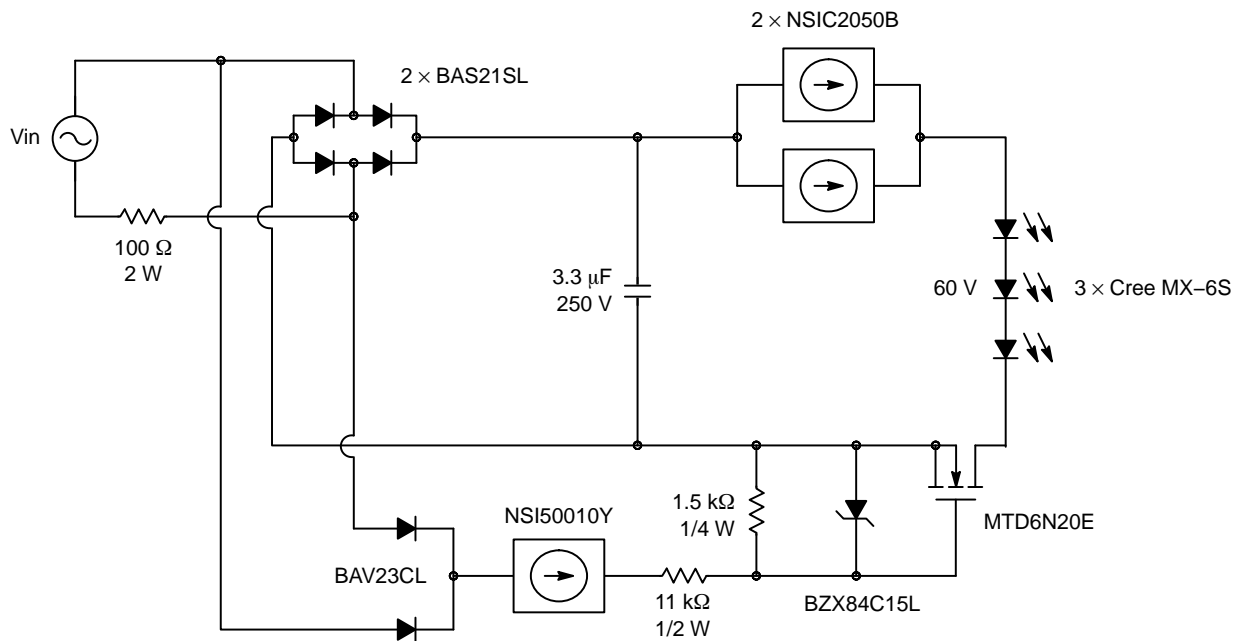 2 × NSIC2050B
2 × BAS21SL
Vin
100 Ω
2 W
3.3 μF
250 V
60 V
3 × Cree MX−6S
1.5 kΩ
1/4 W
MTD6N20E
NSI50010Y
BAV23CL
11 kΩ
1/2 W
BZX84C15L